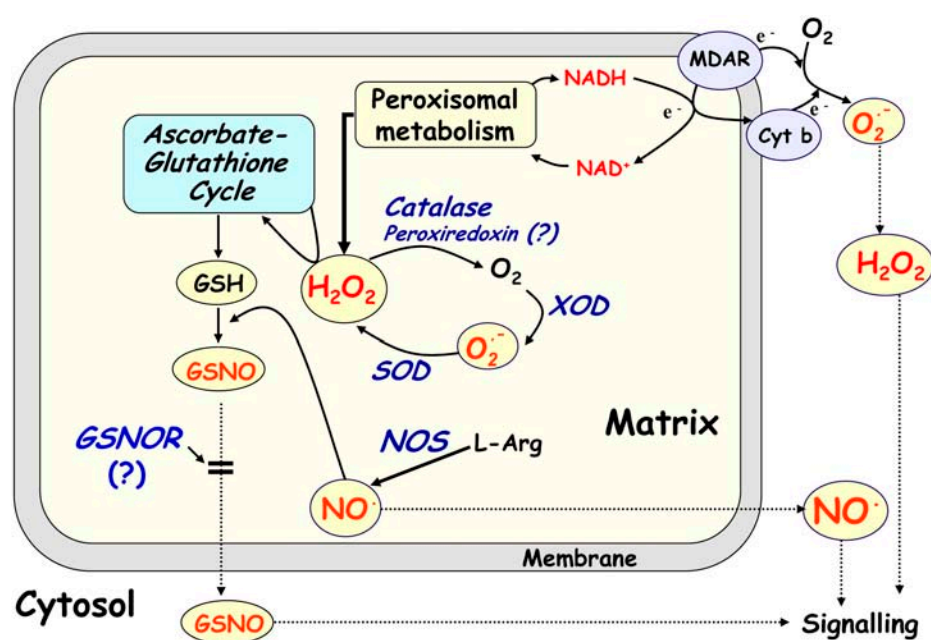 MDAR
e -
O2
NADH
Peroxisomal
metabolism
e -
e -
Cyt b
O2·-
NAD+
Ascorbate-
Glutathione
Cycle
Catalase
Peroxiredoxin (?)
H2O2
GSH
H2O2
O2
XOD
O2·-
SOD
GSNO
Matrix
GSNOR
(?)
NOS
L-Arg
NO·
NO·
Membrane
Cytosol
GSNO
Signalling